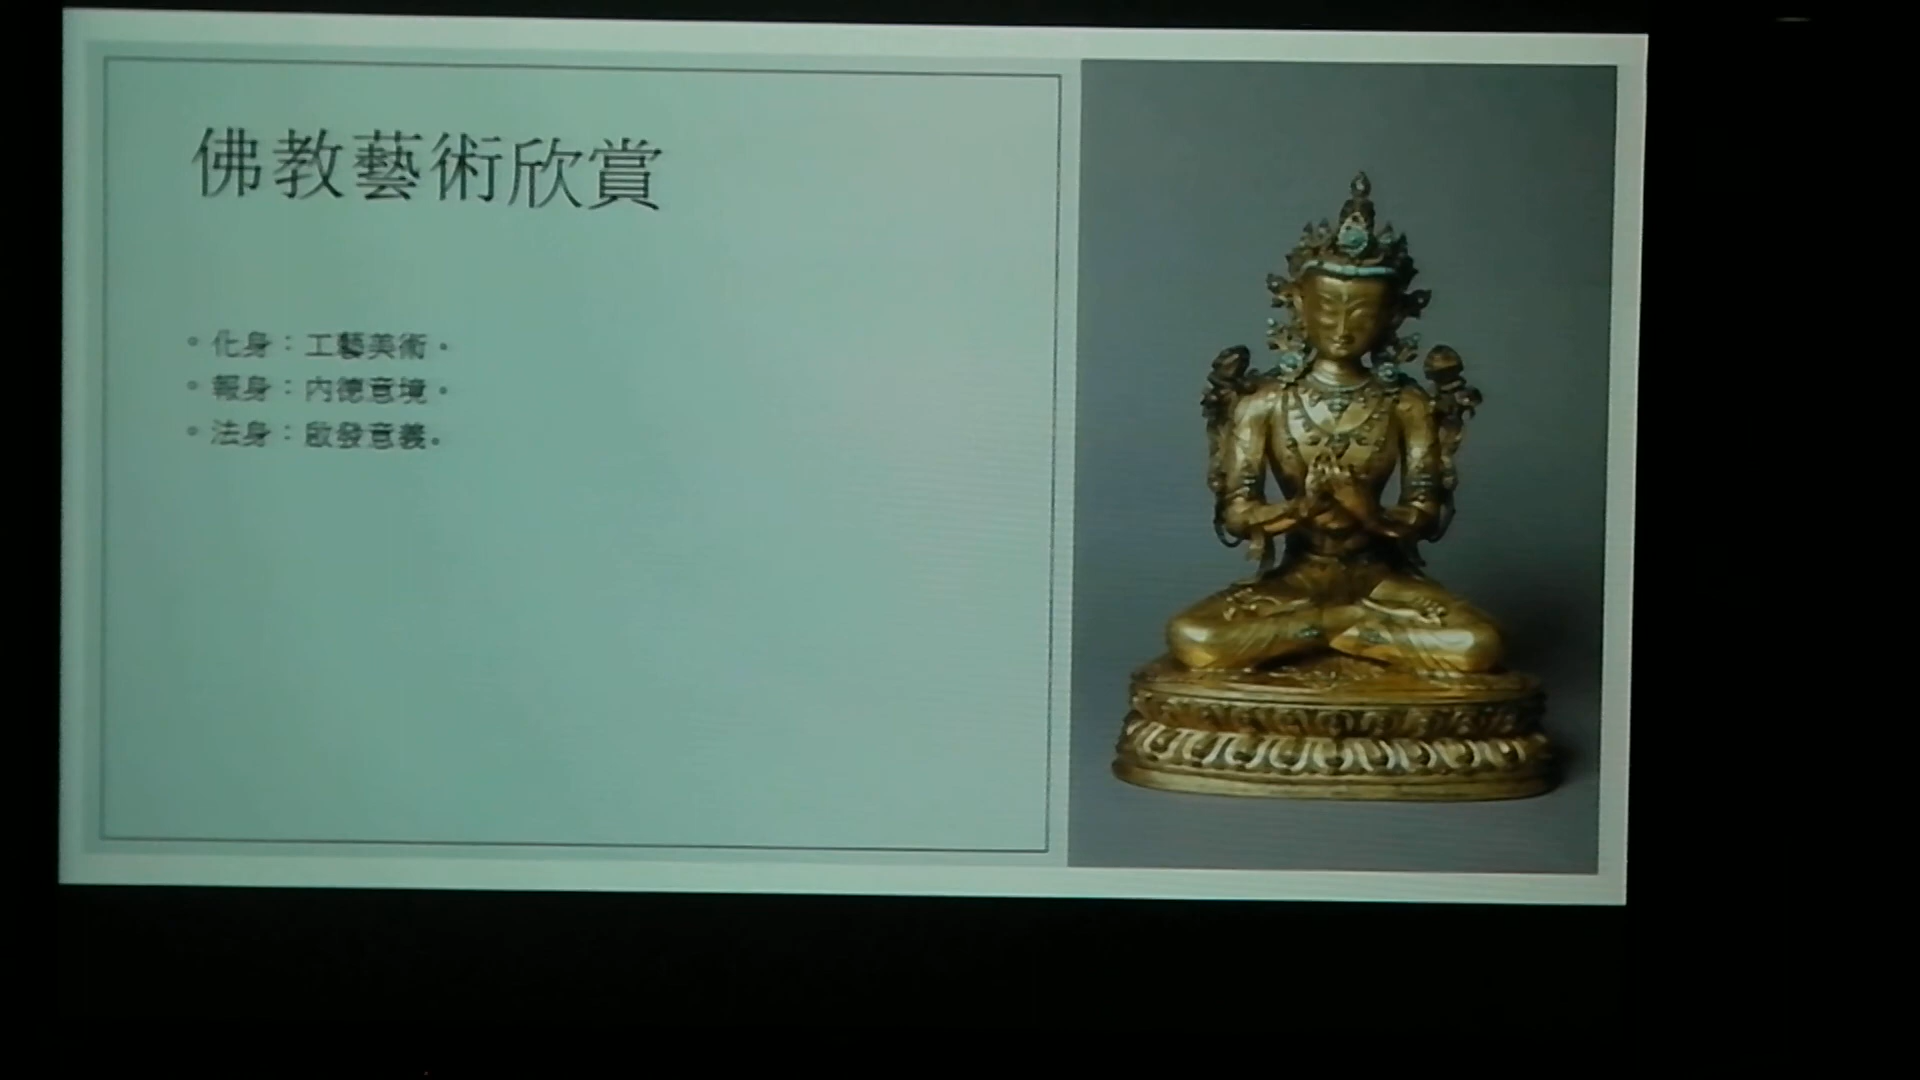 佛教藝術欣賞
• 化身：工藝美術。
• 報身：內德意境。
• 法身：啟發意義。